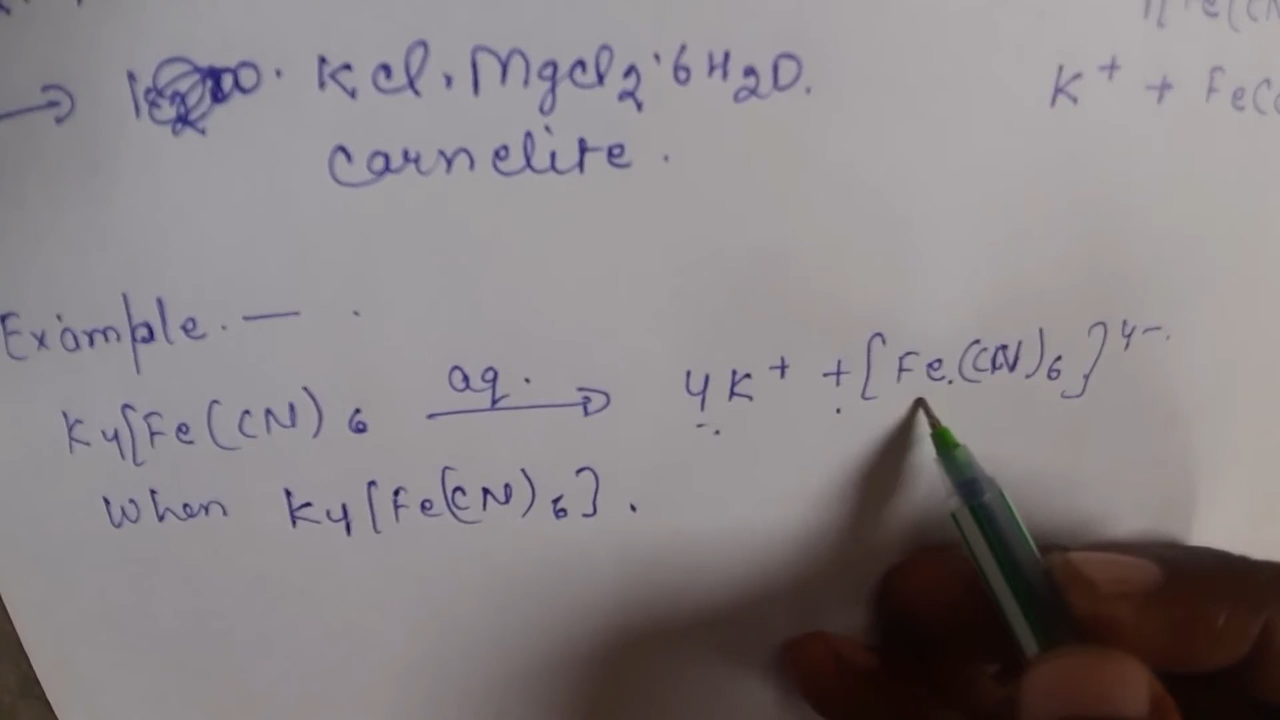 → KCl. MgCl2·6H2O.
carnelite.
K+ + Fe(C
Example. —
K4[Fe(CN)6 aq. → 4K+ + [Fe(CN)6]4-.
When K4[Fe(CN)6].